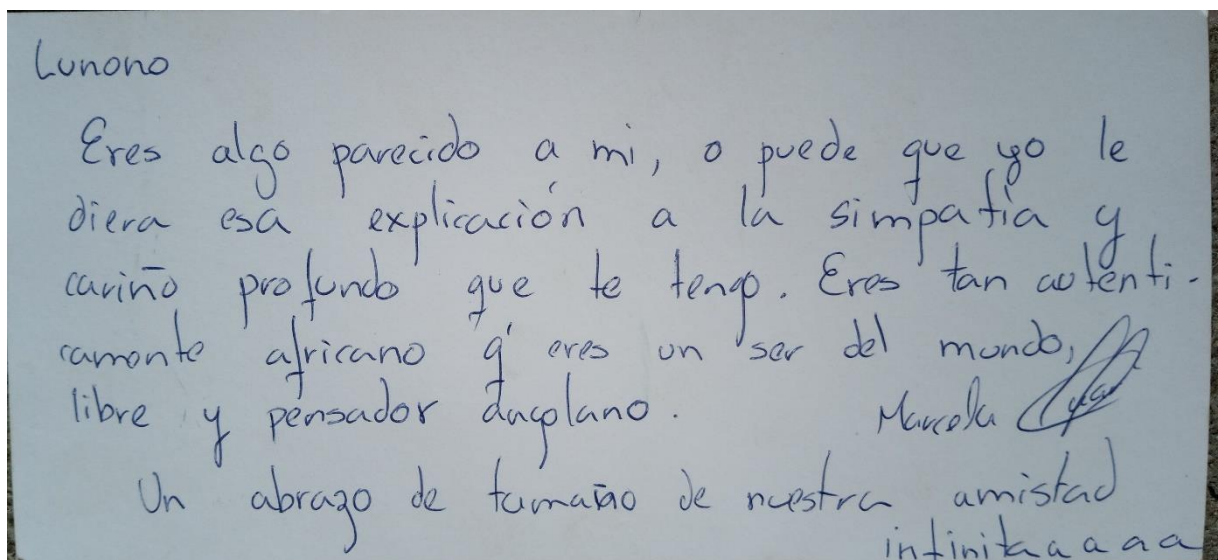 Lunono
Eres algo parecido a mi, o puede que yo le
diera esa explicación a la simpatía y
cariño profundo que te tengo. Eres tan autenti-
camente africano q' eres un ser del mundo,
libre y pensador
Marcela
Un abrazo de tamaño de nuestra amistad
infinita a a a a